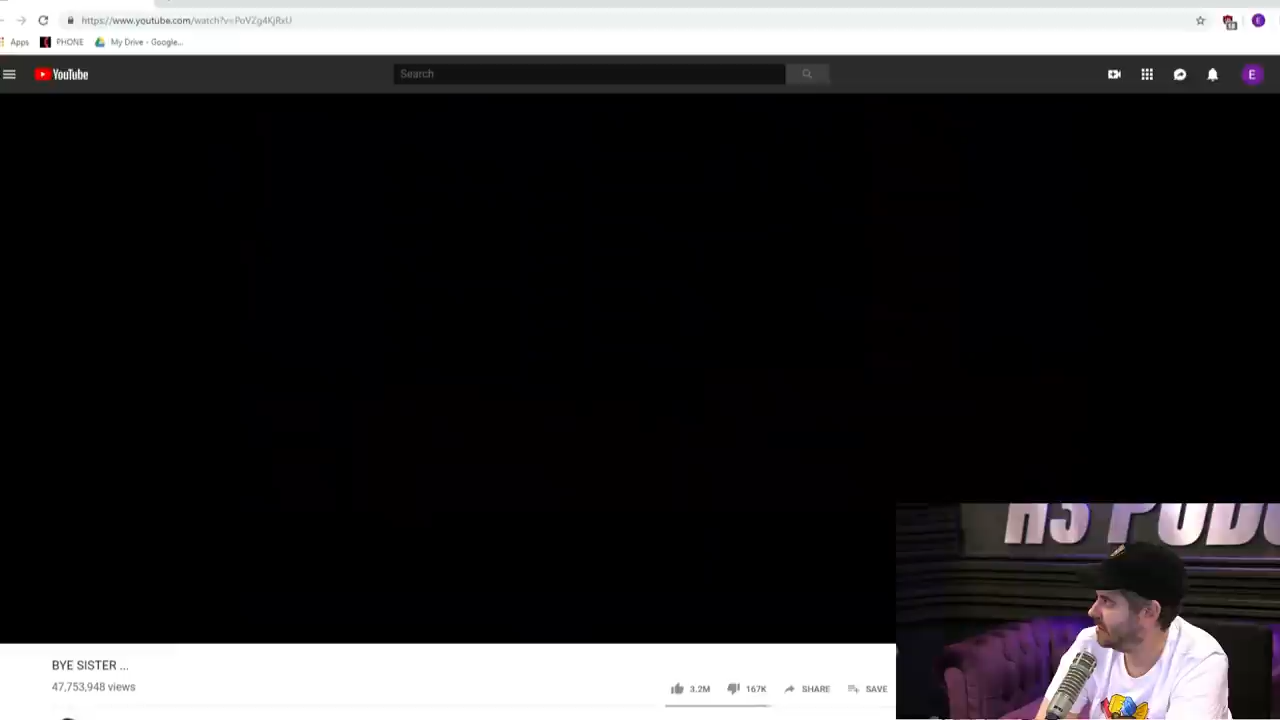 https://www.youtube.com/watch?v=PoVZg4KjRxU
Apps PHONE My Drive - Google...
YouTube Search E
BYE SISTER ...
47,753,948 views 3.2M 167K SHARE SAVE
H3 PODC